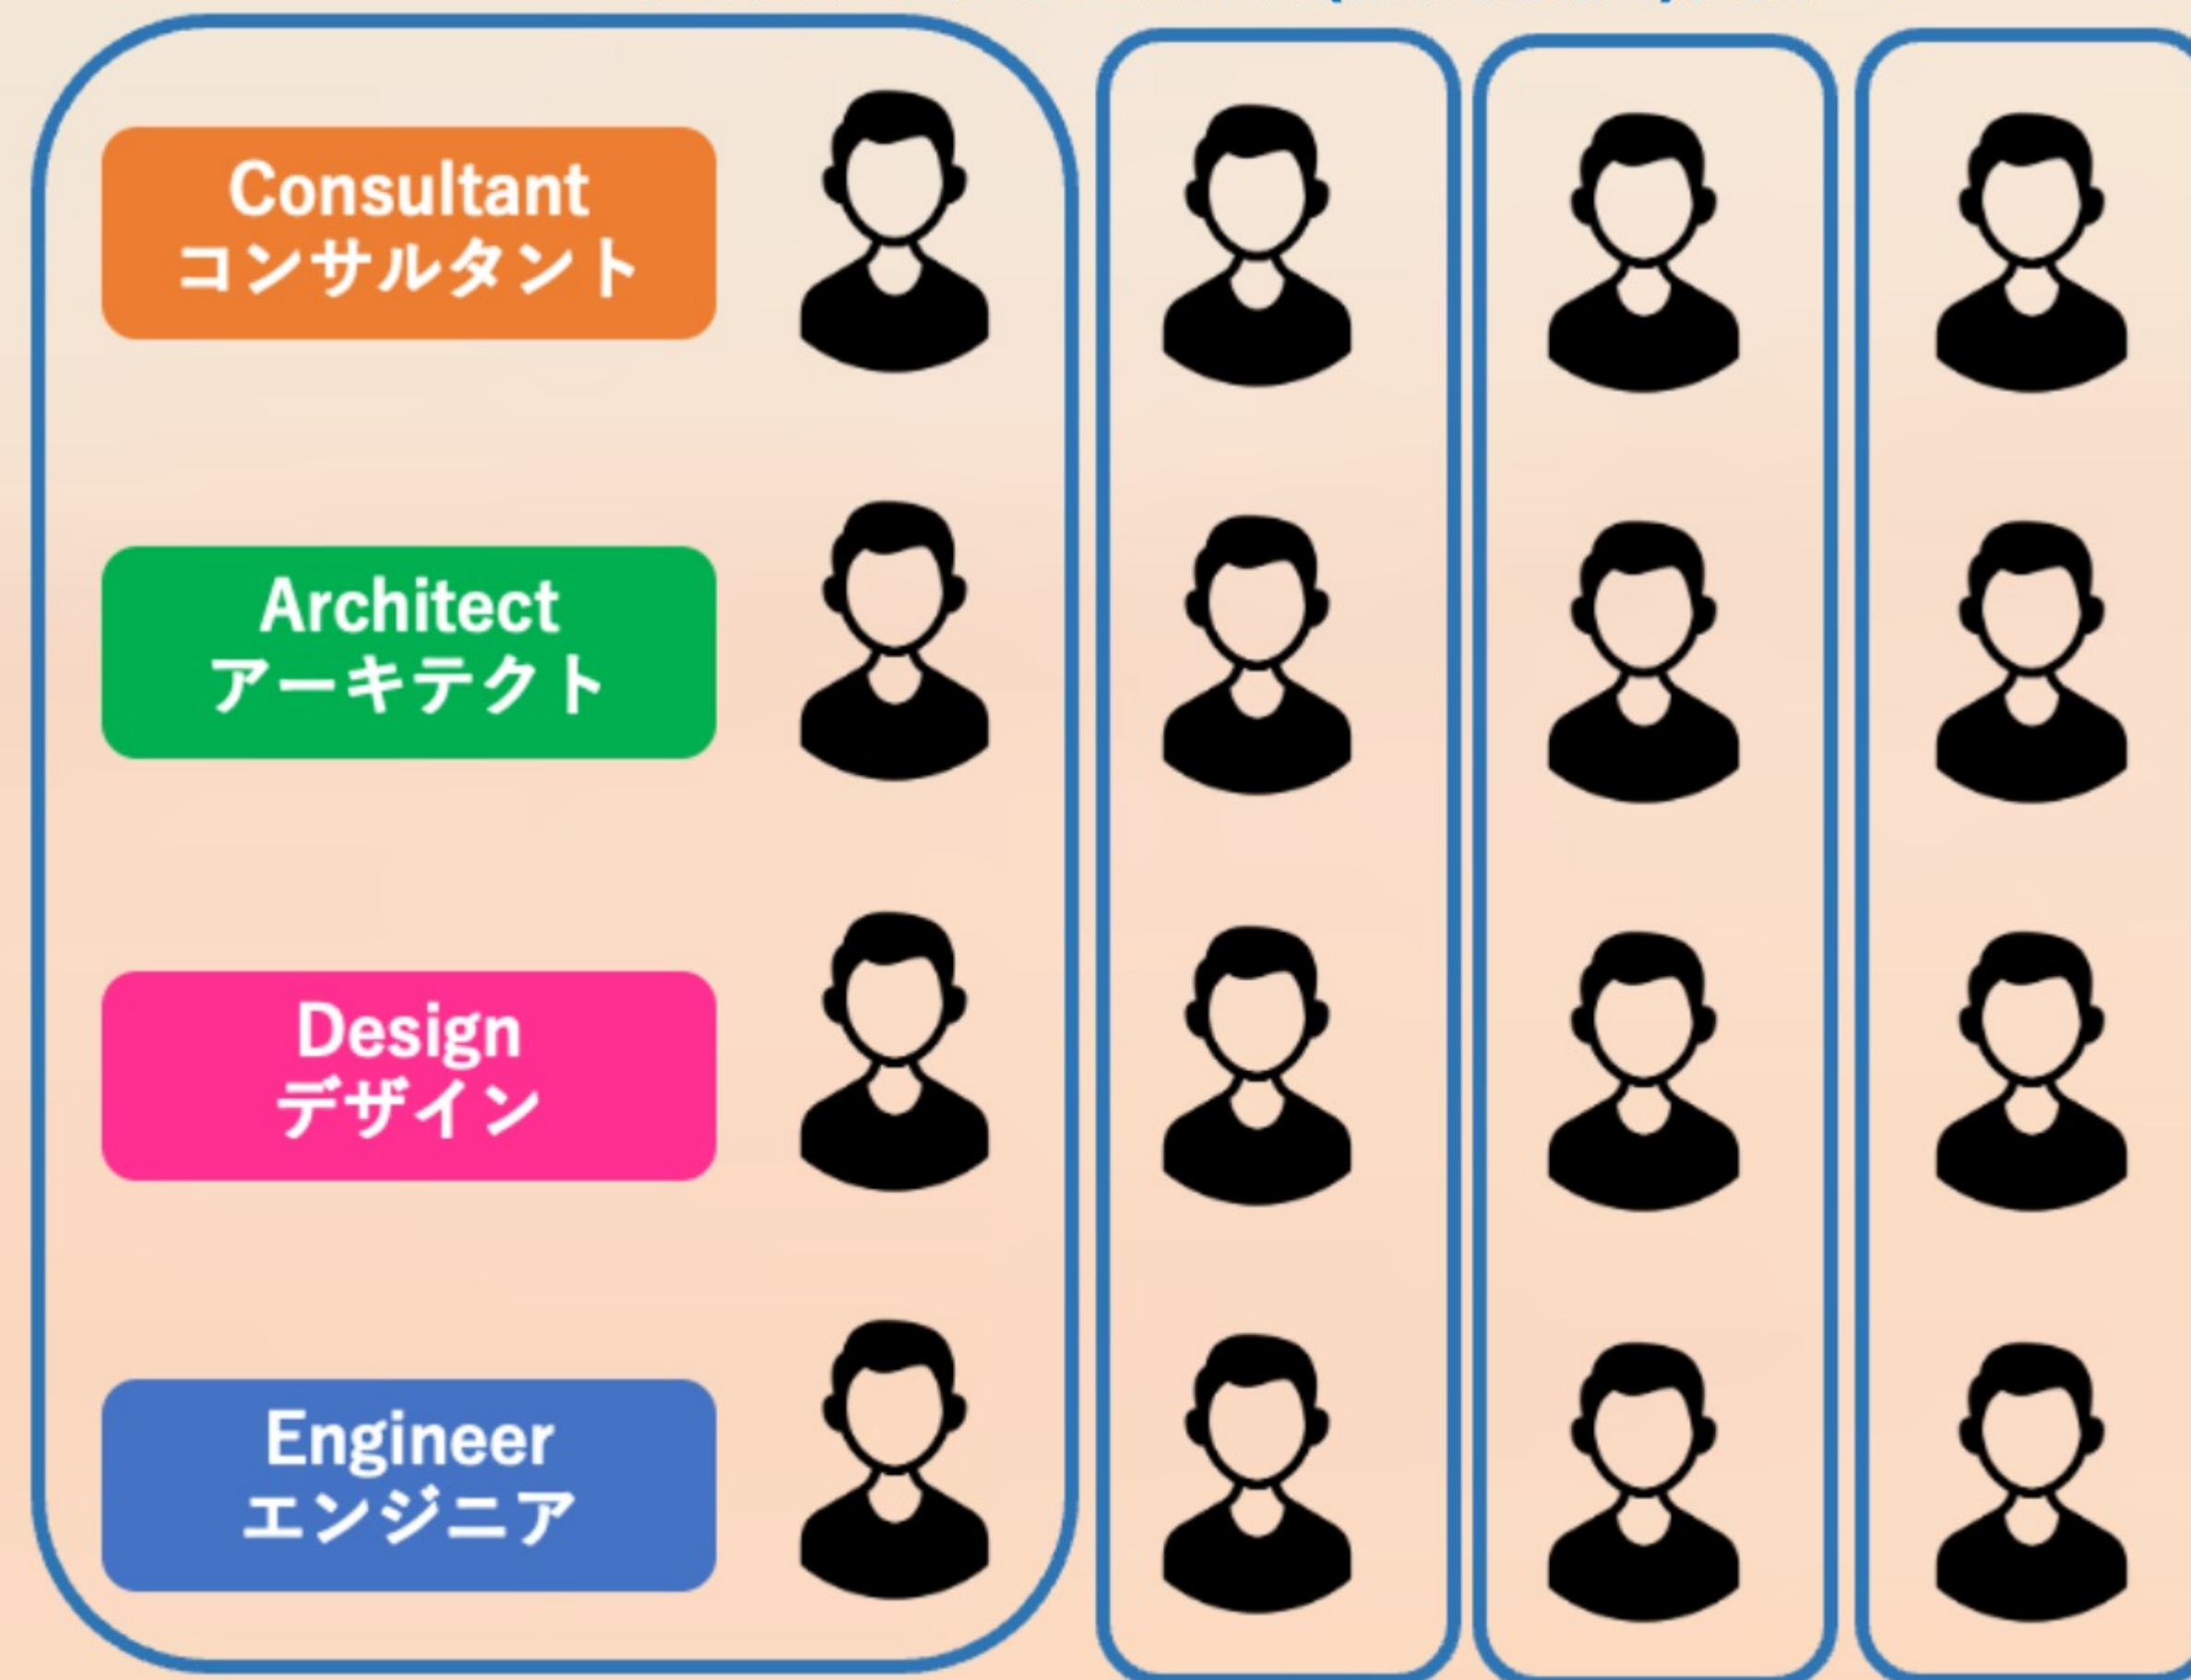 Consultant
コンサルタント
Architect
アーキテクト
Design
デザイン
Engineer
エンジニア